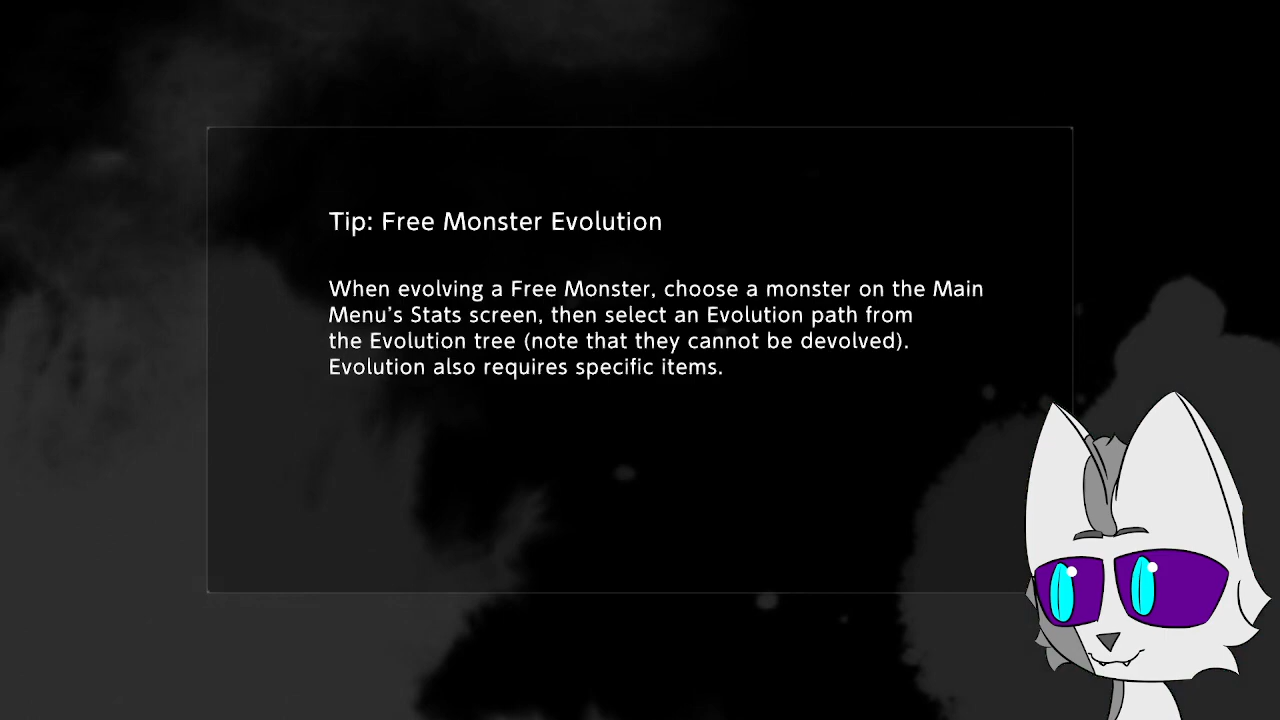 Tip: Free Monster Evolution
When evolving a Free Monster, choose a monster on the Main
Menu's Stats screen, then select an Evolution path from
the Evolution tree (note that they cannot be devolved).
Evolution also requires specific items.